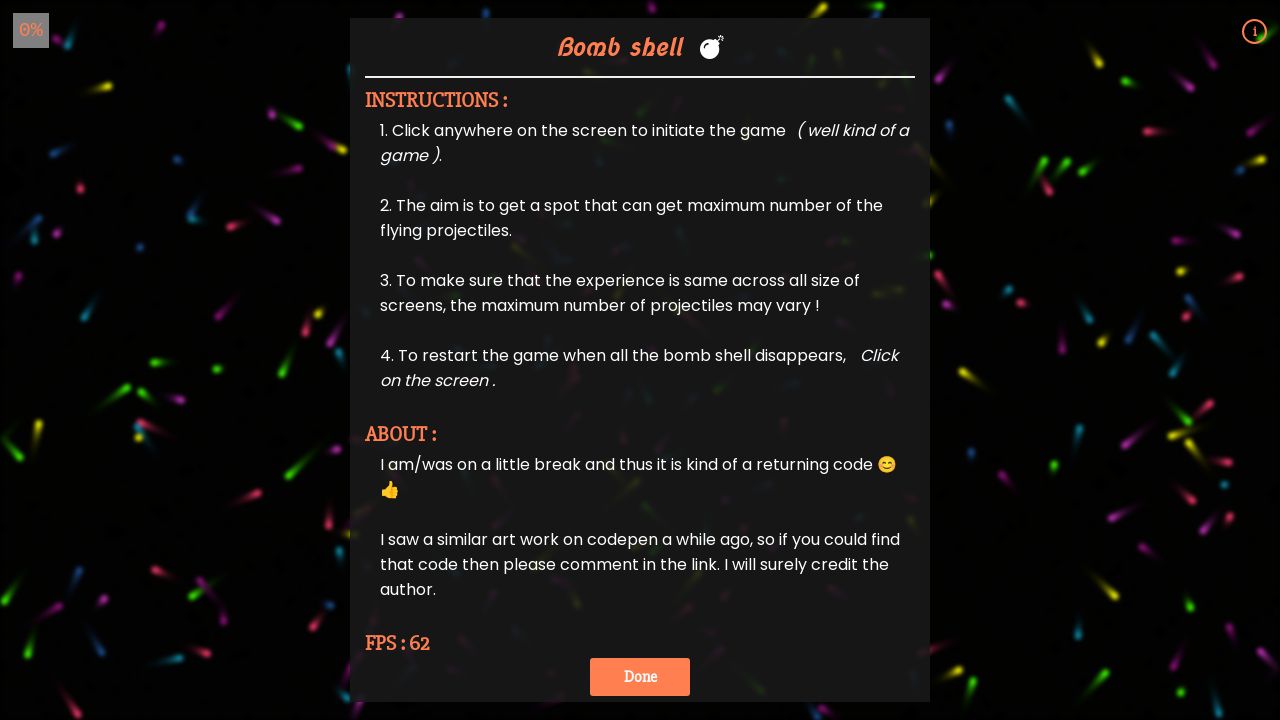 0%
i
Bomb shell 💣
INSTRUCTIONS :
1. Click anywhere on the screen to initiate the game ( well kind of a
game ).
2. The aim is to get a spot that can get maximum number of the
flying projectiles.
3. To make sure that the experience is same across all size of
screens, the maximum number of projectiles may vary !
4. To restart the game when all the bomb shell disappears, Click
on the screen .
ABOUT :
I am/was on a little break and thus it is kind of a returning code 😊
👍
I saw a similar art work on codepen a while ago, so if you could find
that code then please comment in the link. I will surely credit the
author.
FPS : 62
Done